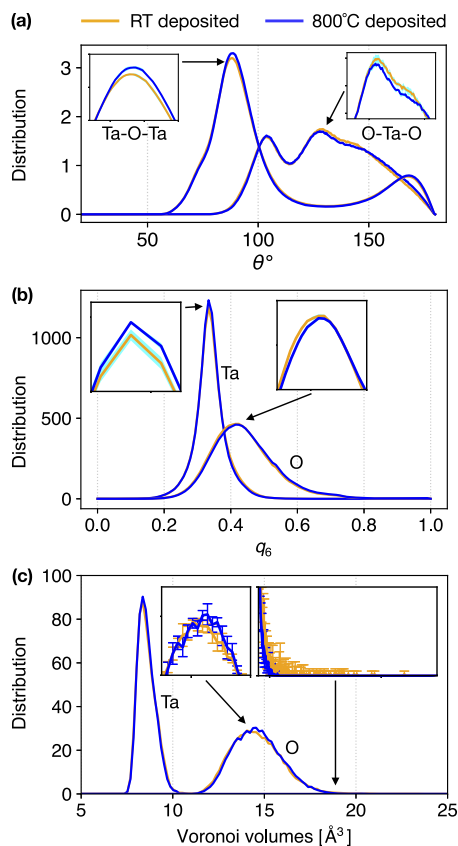 RT deposited 800°C deposited
(a)
Distribution
3
2
1
0
Ta-O-Ta
O-Ta-O
50 100 150
θ°
(b)
Distribution
1000
500
0
Ta
O
0.0 0.2 0.4 0.6 0.8 1.0
q6
(c)
Distribution
100
80
60
40
20
0
Ta
O
5 10 15 20 25
Voronoi volumes [Å³]